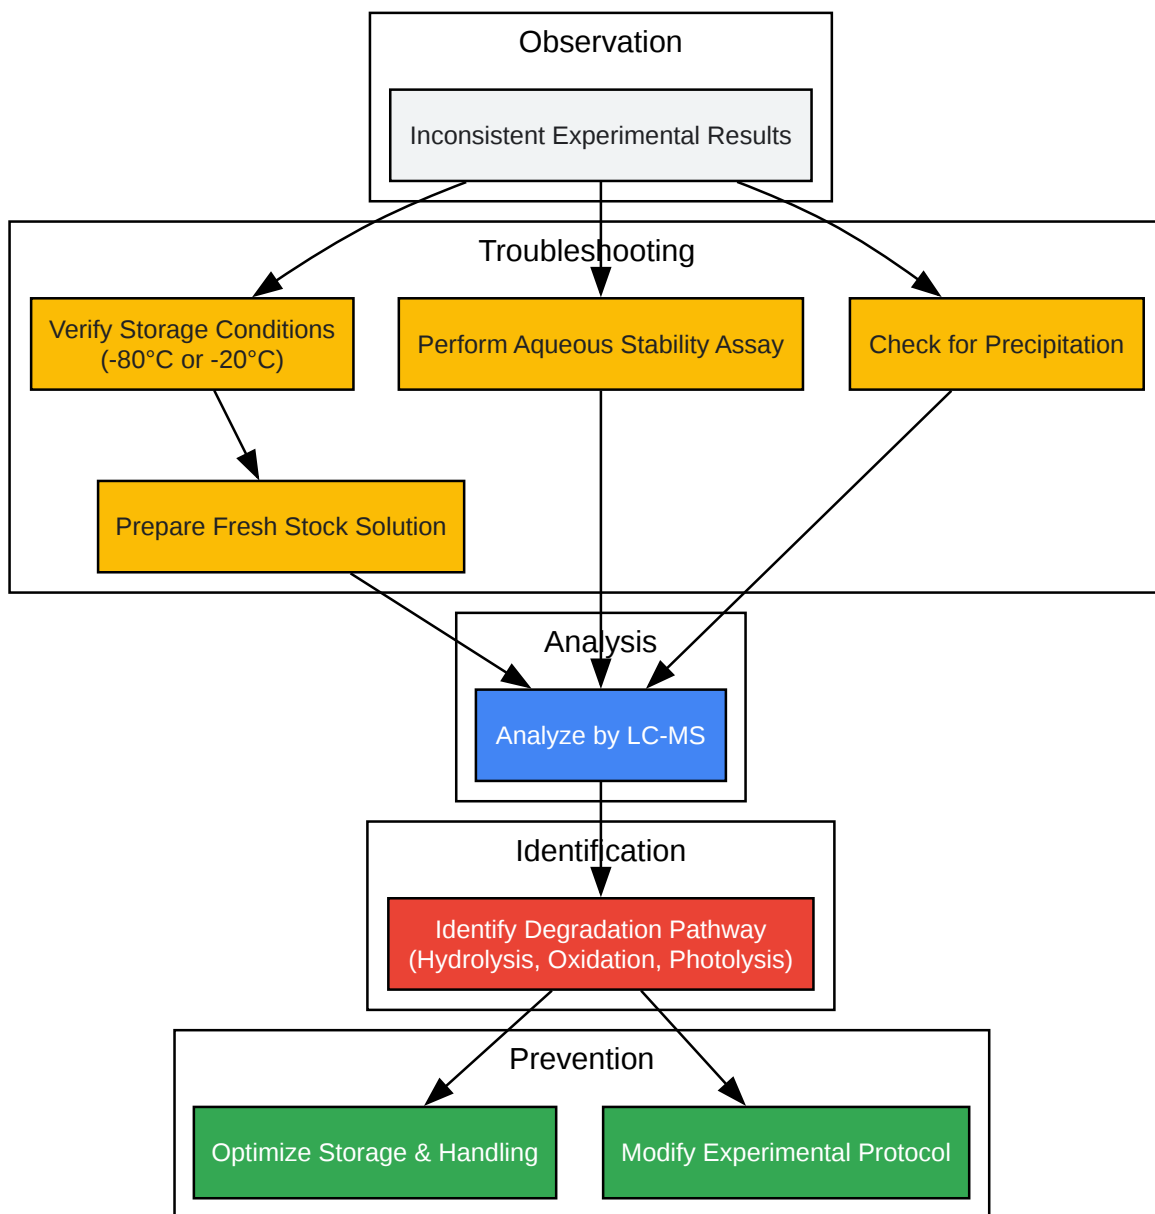 Observation
Inconsistent Experimental Results
Troubleshooting
Verify Storage Conditions
(-80°C or -20°C)
Perform Aqueous Stability Assay
Check for Precipitation
Prepare Fresh Stock Solution
Analysis
Analyze by LC-MS
Identification
Identify Degradation Pathway
(Hydrolysis, Oxidation, Photolysis)
Prevention
Optimize Storage & Handling
Modify Experimental Protocol